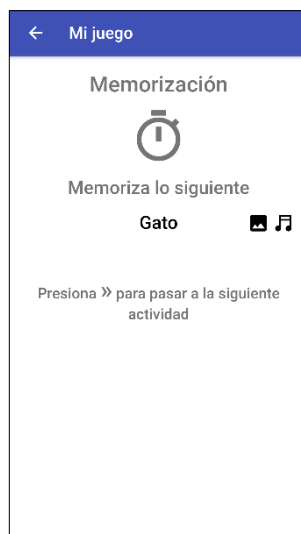 Mi juego
Memorización
Memoriza lo siguiente
Gato
Presiona » para pasar a la siguiente
actividad